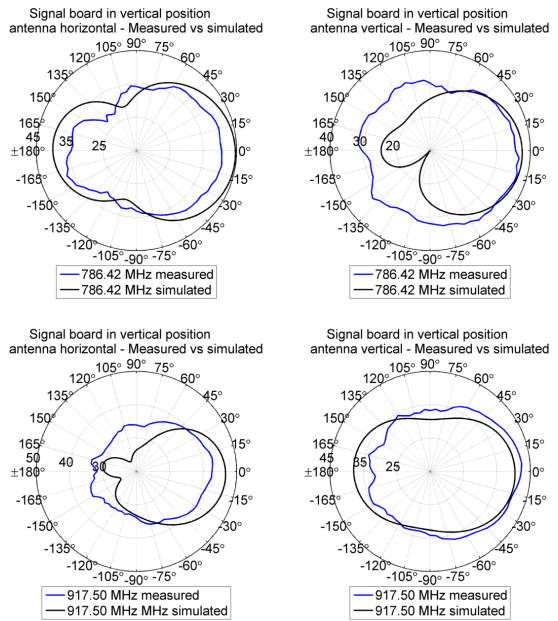 Signal board in vertical position
antenna horizontal - Measured vs simulated
105° 90° 75°
120° 60°
135° 45°
150° 30°
165° 15°
45 35 25
±180° 0°
-165° -15°
-150° -30°
-135° -45°
-120° -60°
-105° -90° -75°
786.42 MHz measured
786.42 MHz simulated
Signal board in vertical position
antenna vertical - Measured vs simulated
105° 90° 75°
120° 60°
135° 45°
150° 30°
165° 15°
40 30 20
±180° 0°
-165° -15°
-150° -30°
-135° -45°
-120° -60°
-105° -90° -75°
786.42 MHz measured
786.42 MHz simulated
Signal board in vertical position
antenna horizontal - Measured vs simulated
105° 90° 75°
120° 60°
135° 45°
150° 30°
165° 15°
50 40 30
±180° 0°
-165° -15°
-150° -30°
-135° -45°
-120° -60°
-105° -90° -75°
917.50 MHz measured
917.50 MHz MHz simulated
Signal board in vertical position
antenna vertical - Measured vs simulated
105° 90° 75°
120° 60°
135° 45°
150° 30°
165° 15°
45 35 25
±180° 0°
-165° -15°
-150° -30°
-135° -45°
-120° -60°
-105° -90° -75°
917.50 MHz measured
917.50 MHz simulated